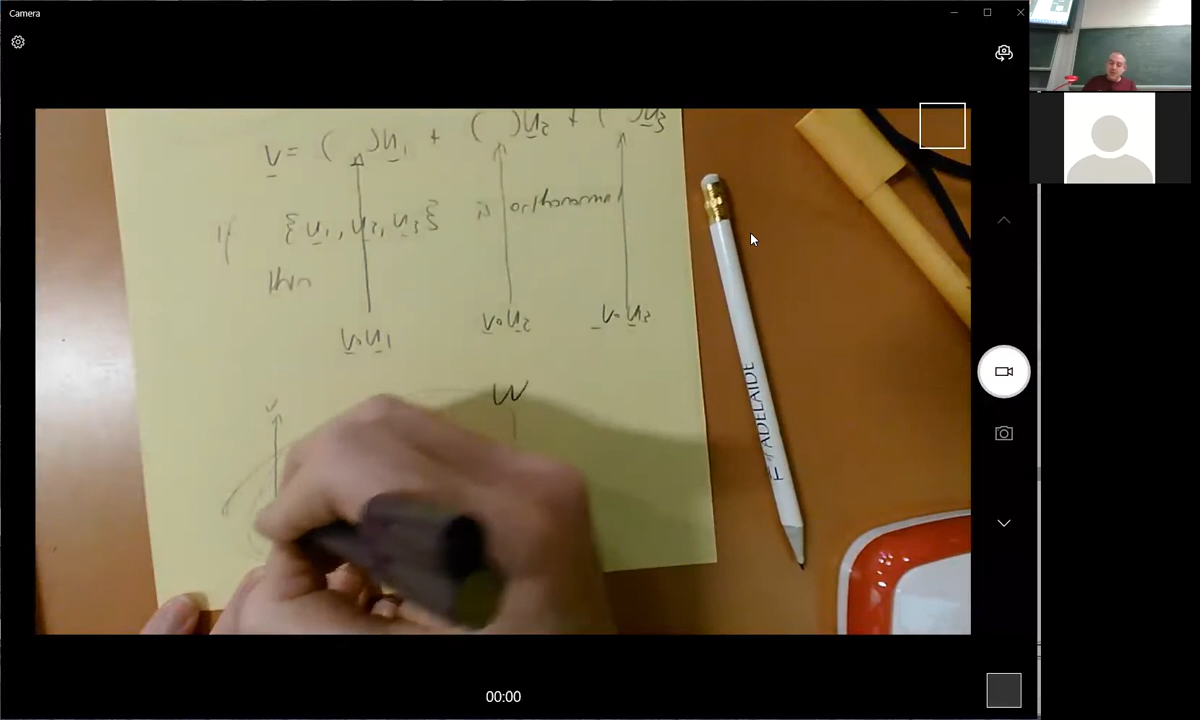 Camera
v = ( )u₁ + ( )u₂ + ( )u₃
If {u₁, u₂, u₃} is orthonormal
then
v·u₁ v·u₂ v·u₃
v W
ADELAIDE
00:00